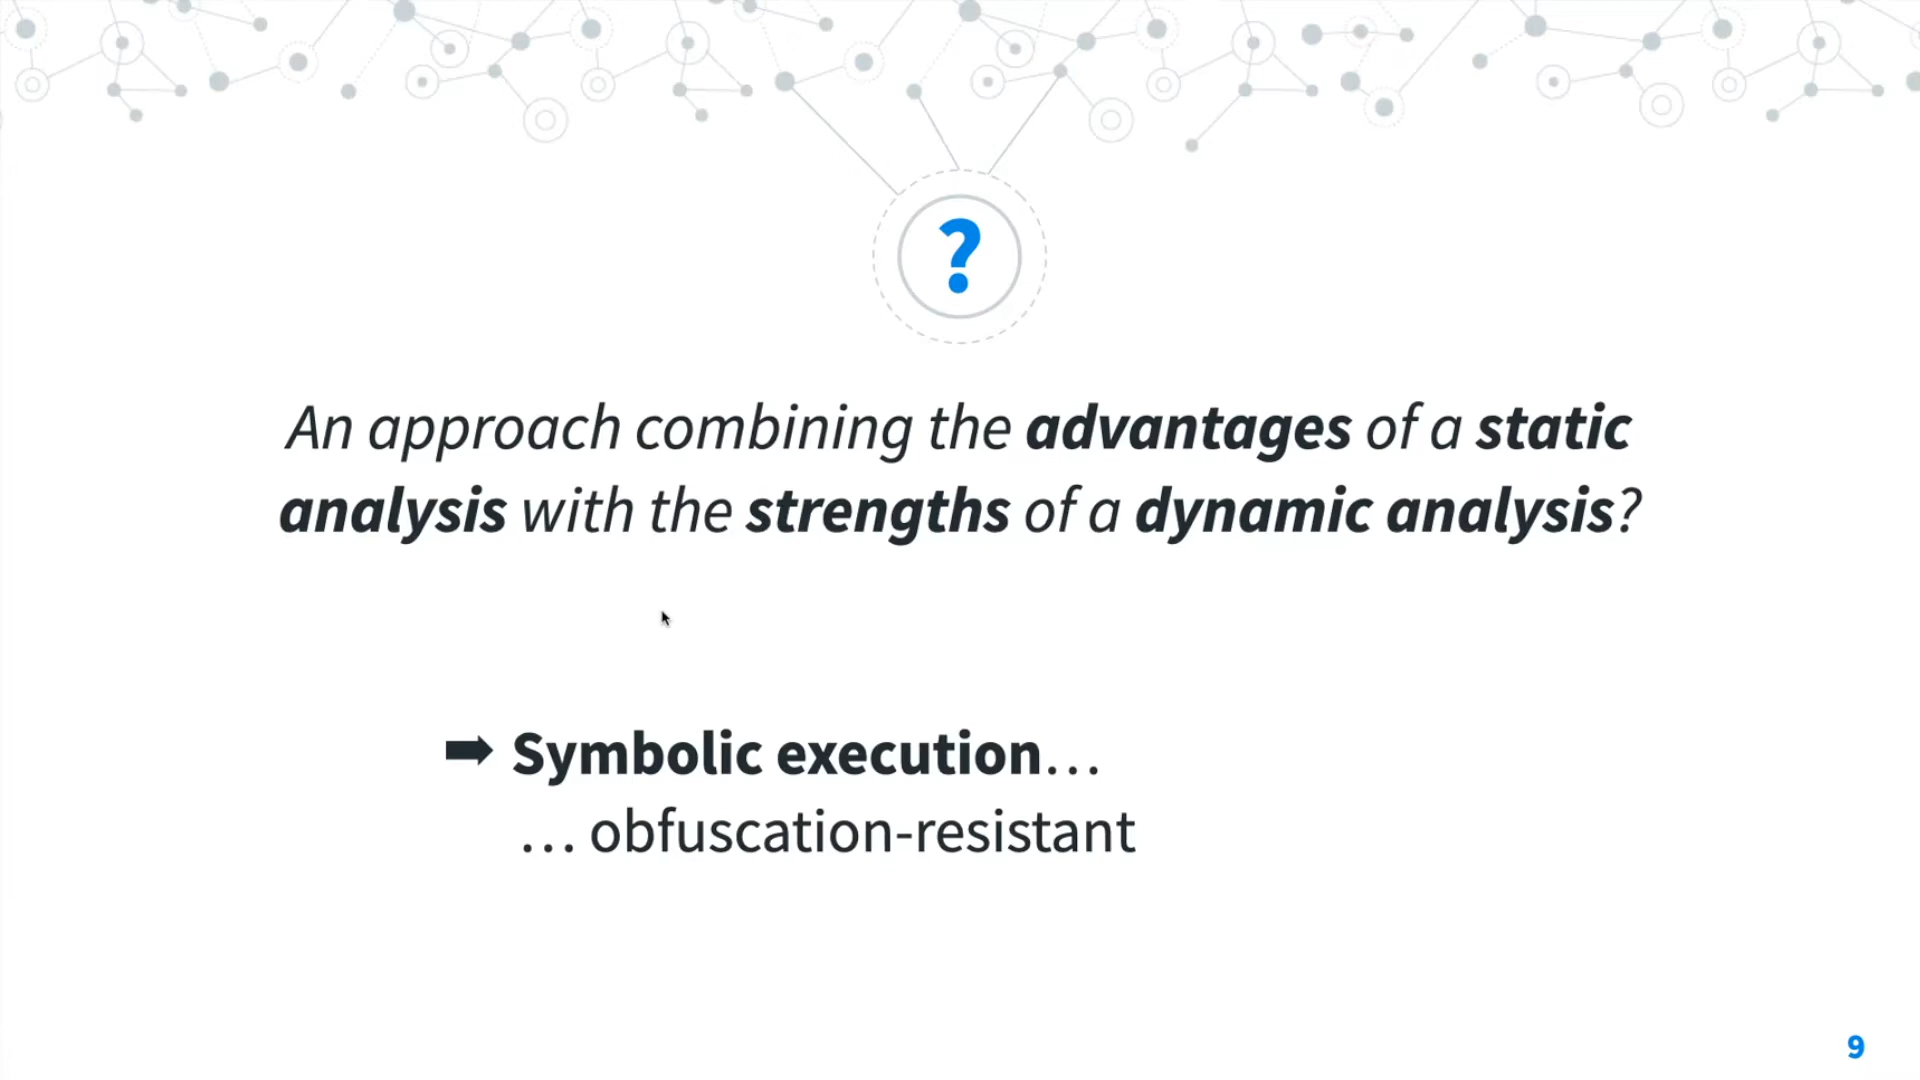 ?
An approach combining the advantages of a static
analysis with the strengths of a dynamic analysis?
➡ Symbolic execution…
… obfuscation-resistant
9